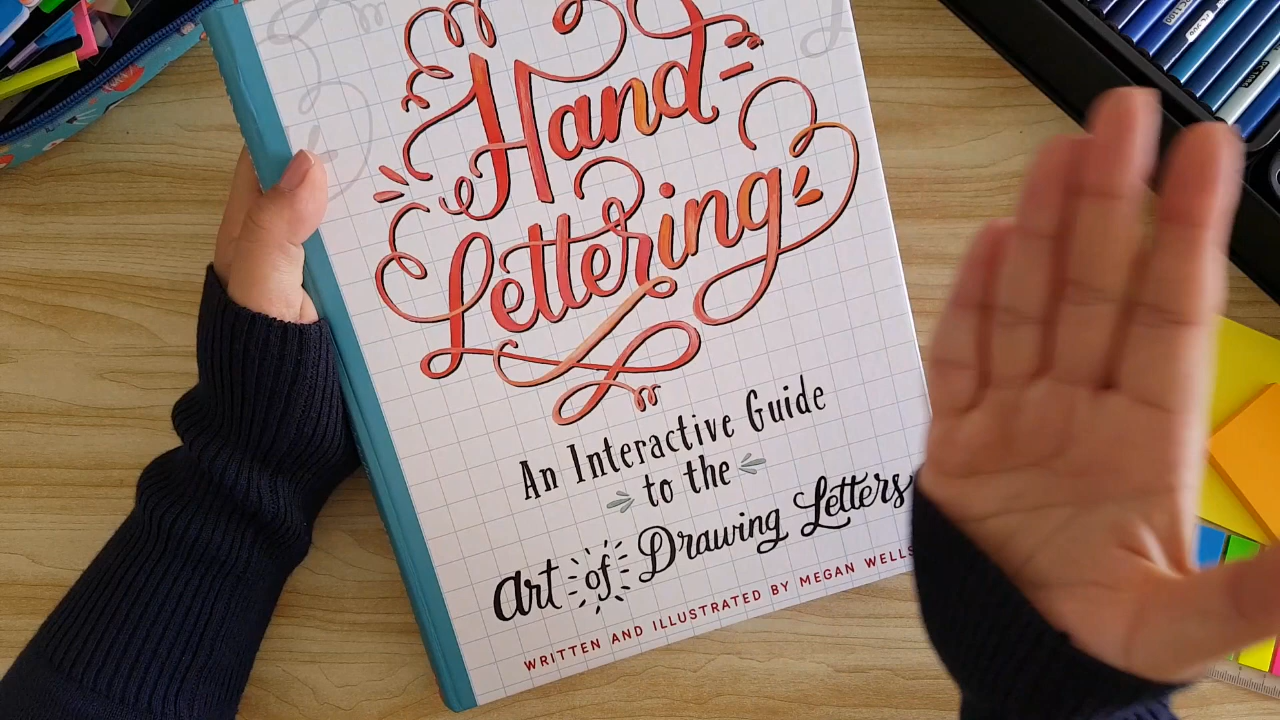 Hand
Lettering
An Interactive Guide
to the
Art of Drawing Letters
WRITTEN AND ILLUSTRATED BY MEGAN WELLS